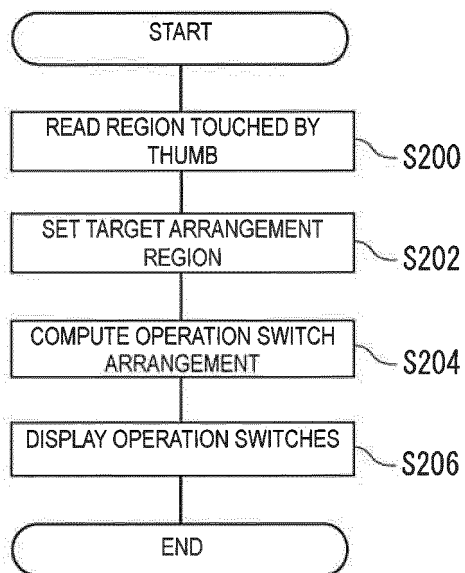 START
READ REGION TOUCHED BY
THUMB
S200
SET TARGET ARRANGEMENT
REGION
S202
COMPUTE OPERATION SWITCH
ARRANGEMENT
S204
DISPLAY OPERATION SWITCHES
S206
END